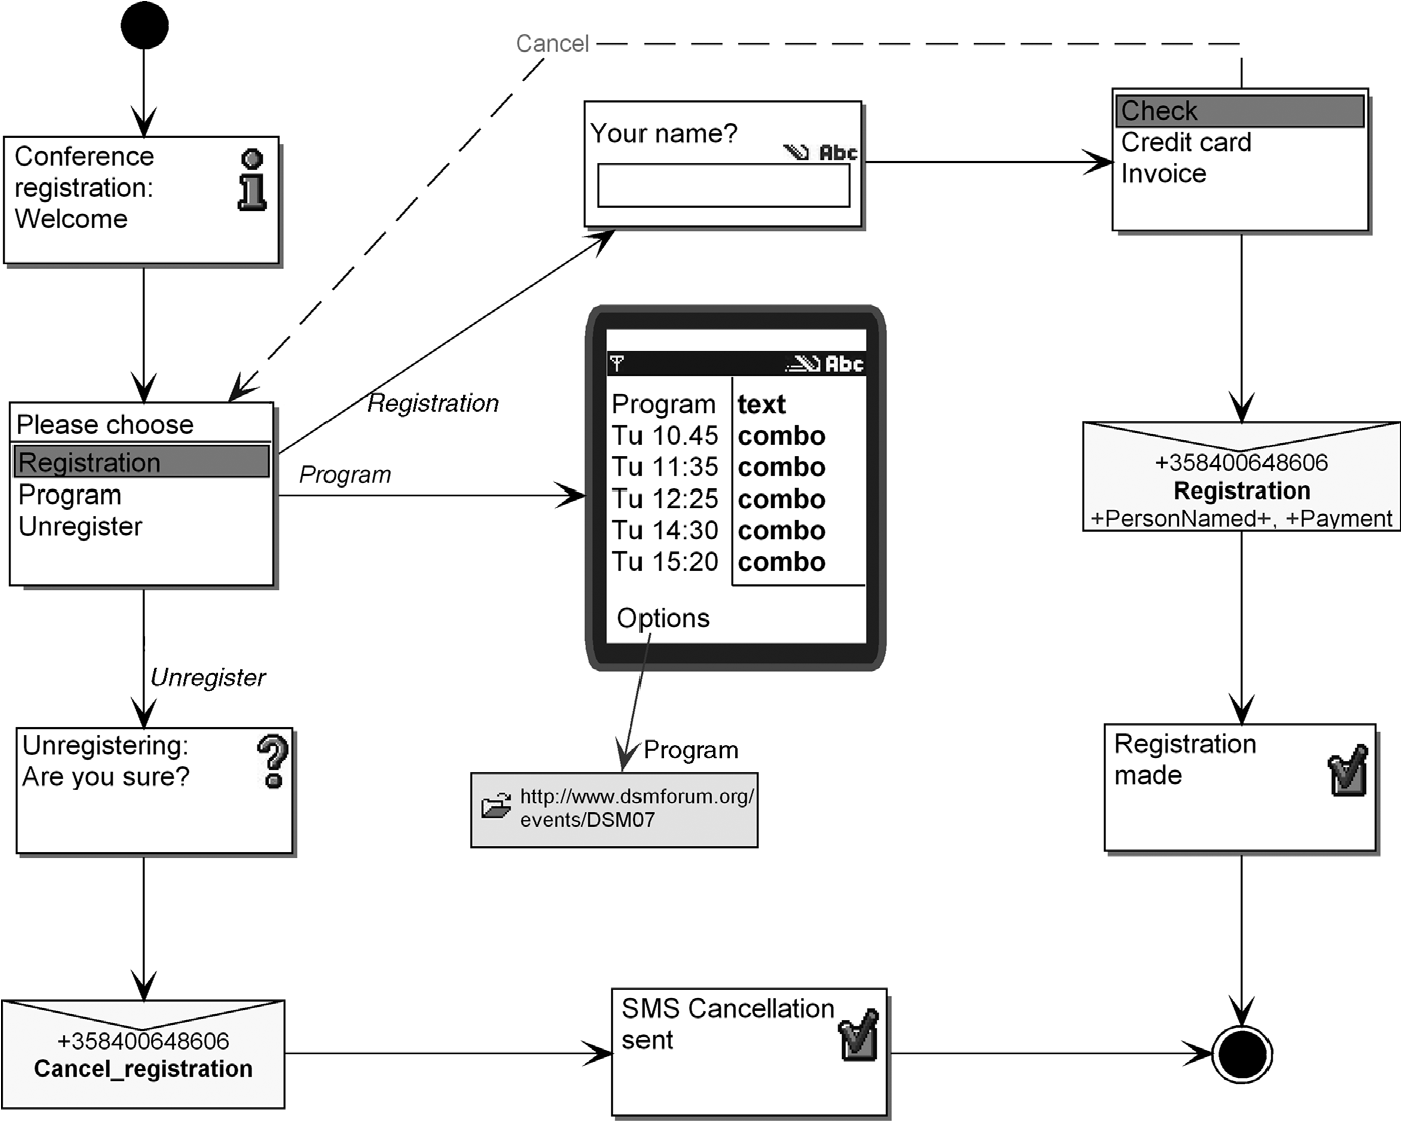 Cancel
Conference
registration:
Welcome
Your name?
Abc
Check
Credit card
Invoice
Please choose
Registration
Program
Unregister
Registration
Program
Abc
Program text
Tu 10.45 combo
Tu 11:35 combo
Tu 12:25 combo
Tu 14:30 combo
Tu 15:20 combo
Options
+358400648606
Registration
+PersonNamed+, +Payment
Unregister
Unregistering:
Are you sure?
Program
http://www.dsmforum.org/
events/DSM07
Registration
made
+358400648606
Cancel_registration
SMS Cancellation
sent